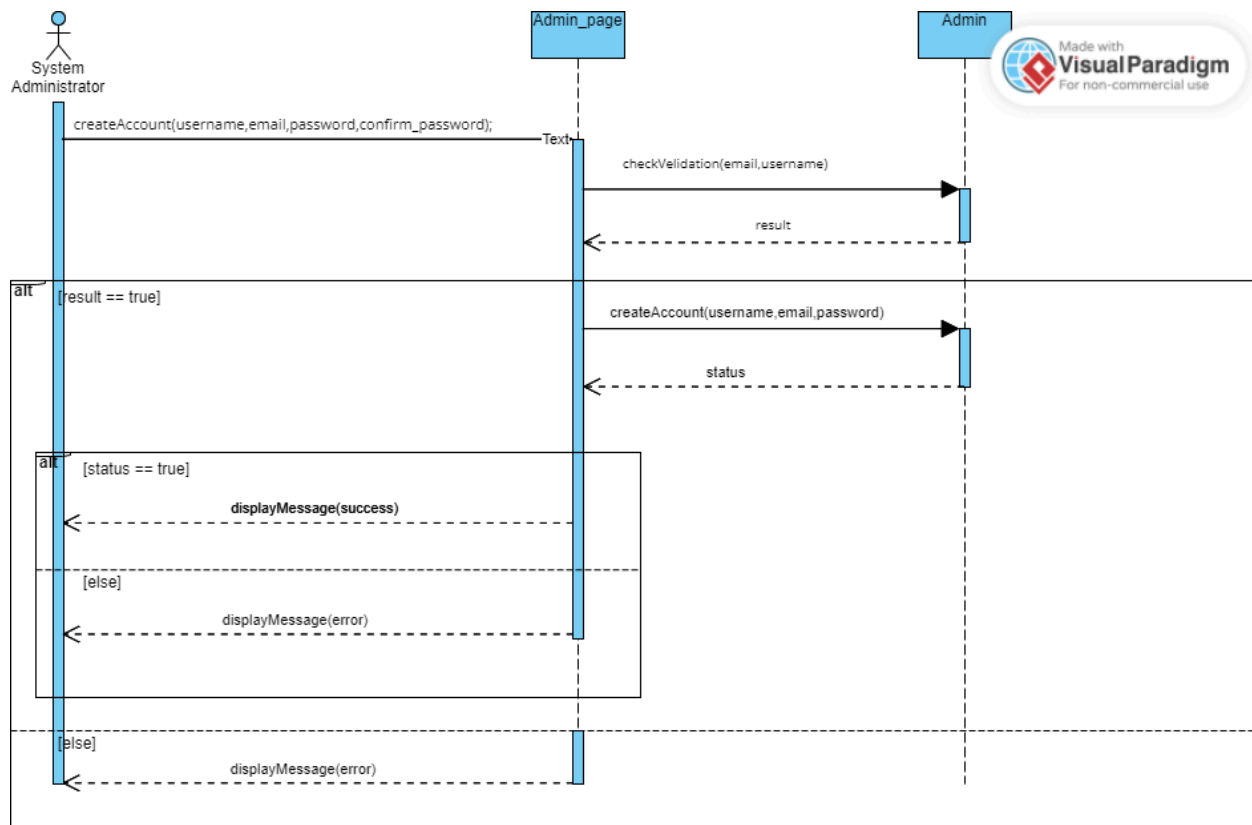 Admin_page
Admin
Made with
Visual Paradigm
For non-commercial use
System
Administrator
createAccount(username,email,password,confirm_password);
Text
checkVelidation(email,username)
result
alt
[result == true]
createAccount(username,email,password)
status
alt
[status == true]
displayMessage(success)
[else]
displayMessage(error)
[else]
displayMessage(error)